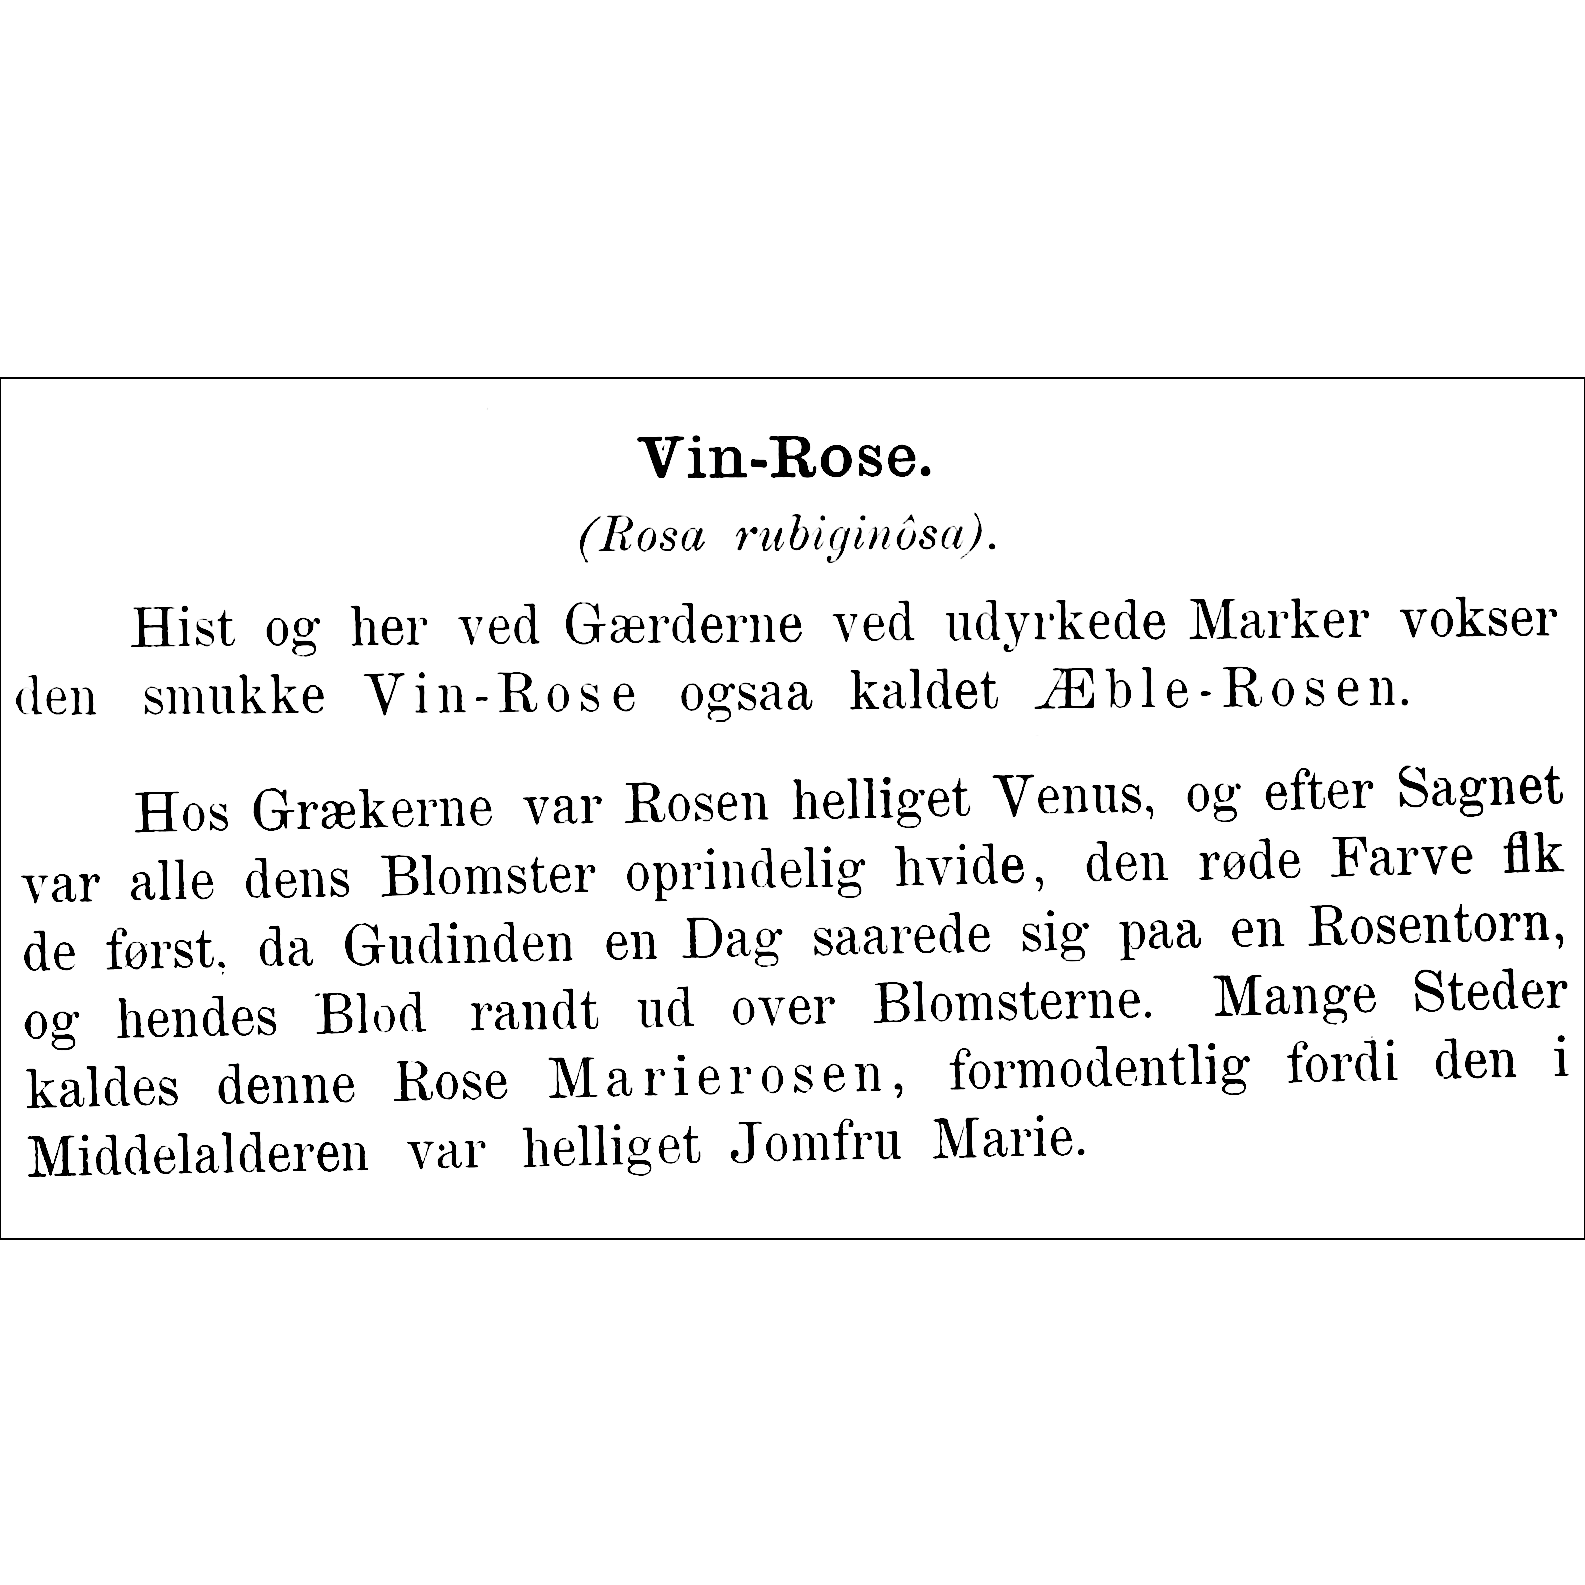 Vin-Rose.
(Rosa rubiginôsa).
Hist og her ved Gærderne ved udyrkede Marker vokser
den smukke Vin-Rose ogsaa kaldet Æble-Rosen.
Hos Grækerne var Rosen helliget Venus, og efter Sagnet
var alle dens Blomster oprindelig hvide, den røde Farve fik
de først, da Gudinden en Dag saarede sig paa en Rosentorn,
og hendes Blod randt ud over Blomsterne. Mange Steder
kaldes denne Rose Marierosen, formodentlig fordi den i
Middelalderen var helliget Jomfru Marie.